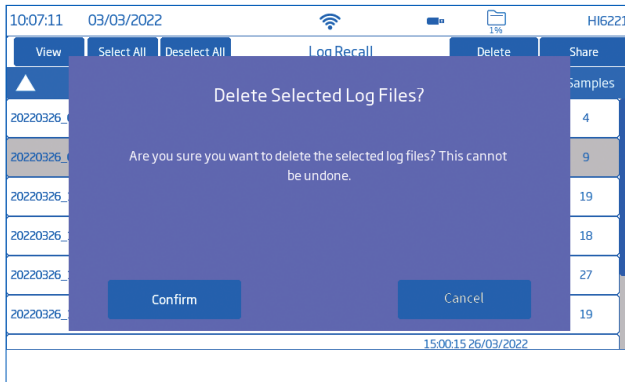 10:07:11 03/03/2022 HI6221
1%
View Select All Deselect All Log Recall Delete Share
Samples
Delete Selected Log Files?
20220326_ 4
Are you sure you want to delete the selected log files? This cannot
be undone.
20220326_ 9
20220326_ 19
20220326_ 18
20220326_ 27
Confirm Cancel
20220326_ 19
15:00:15 26/03/2022